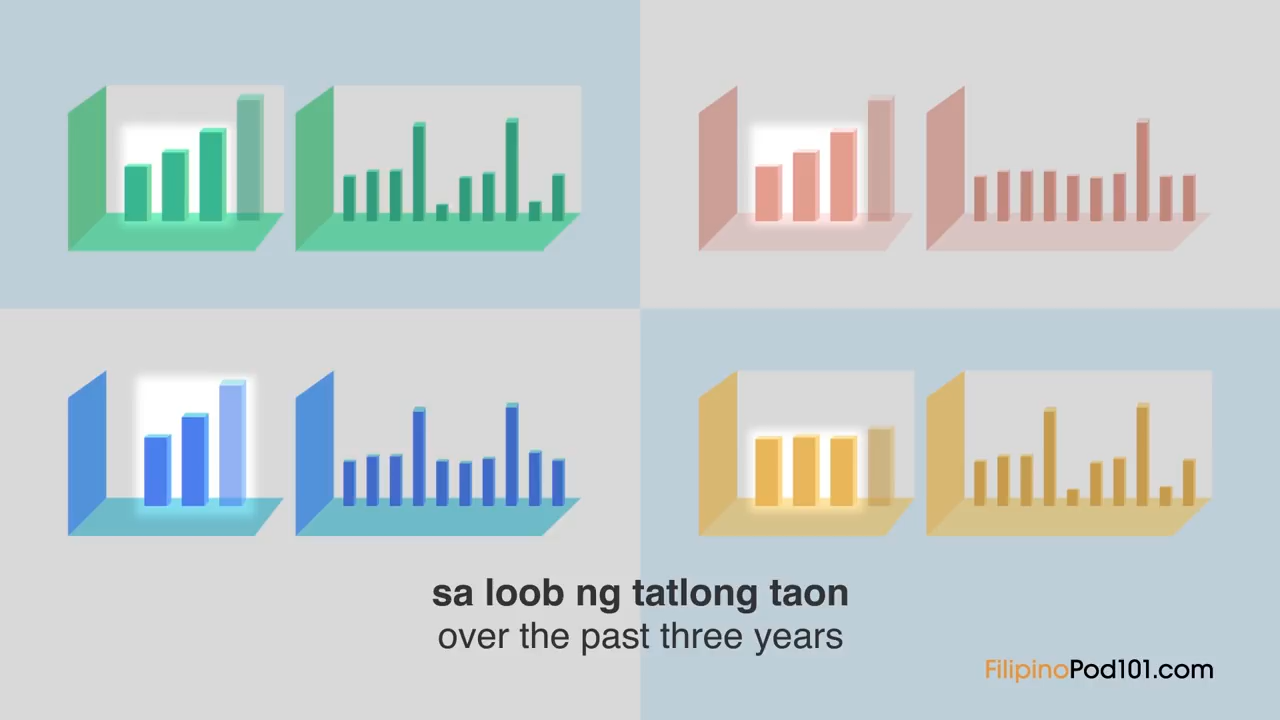 sa loob ng tatlong taon
over the past three years
FilipinoPod101.com